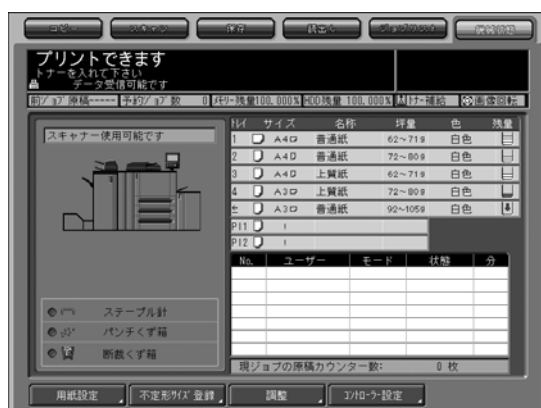 コピー スキャン 保存 読出し ジョブリスト 機械状態
プリントできます
トナーを入れて下さい
データ受信可能です
前ジョブ原稿----- 予約ジョブ数 0 メモリー残量100.000% HDD残量 100.000% トナー補給 画像回転
スキャナー使用可能です
トレイ サイズ 名称 坪量 色 残量
1 A4 普通紙 62~71g 白色
2 A4 普通紙 72~80g 白色
3 A4 上質紙 62~71g 白色
4 A3 上質紙 72~80g 白色
A3 普通紙 92~105g 白色
PI1
PI2
No. ユーザー モード 状態 分
ステープル針
パンチくず箱
断裁くず箱
現ジョブの原稿カウンター数: 0 枚
用紙設定 不定形サイズ登録 調整 コントローラー設定